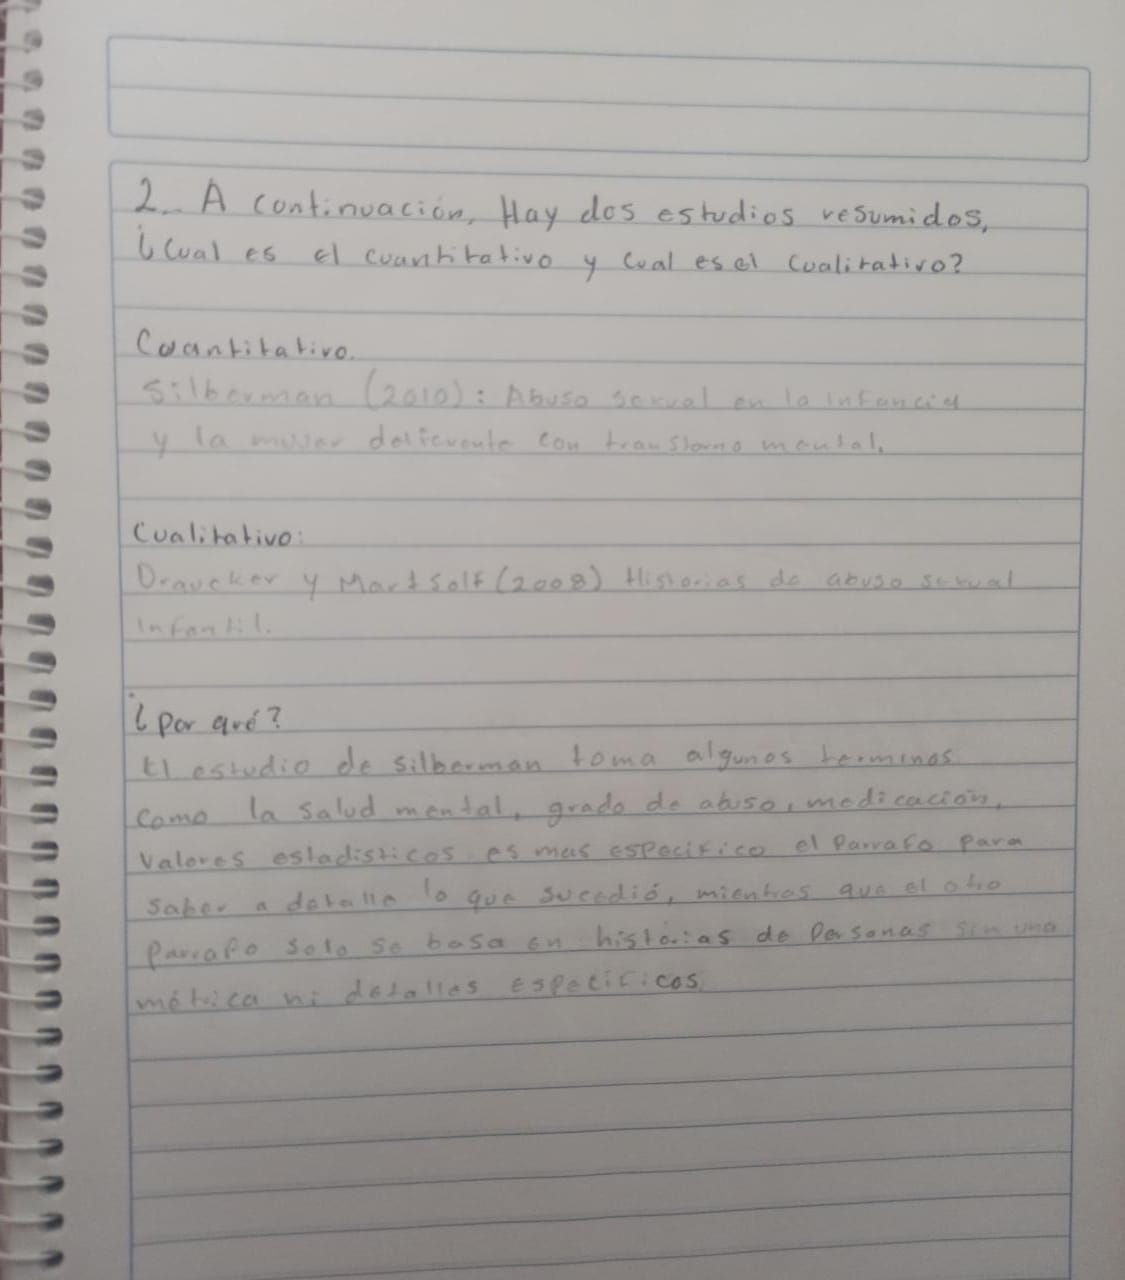 2. A continuación, Hay dos estudios resumidos,
¿Cual es el cuantitativo y cual es el cualitativo?
Cuantitativo.
Silberman (2010): Abuso sexual en la infancia
y la mujer delicuente con transtorno mental.
Cualitativo:
Draucker y Martsolf (2008) Historias de abuso sexual
infantil.
¿Por qué?
El estudio de silberman toma algunos terminos
como la salud mental, grado de abuso, medicación,
valores estadisticos es mas especifico el parrafo para
saber a detalle lo que sucedió, mientras que el otro
parrafo solo se basa en historias de personas sin una
métrica ni detalles especificos